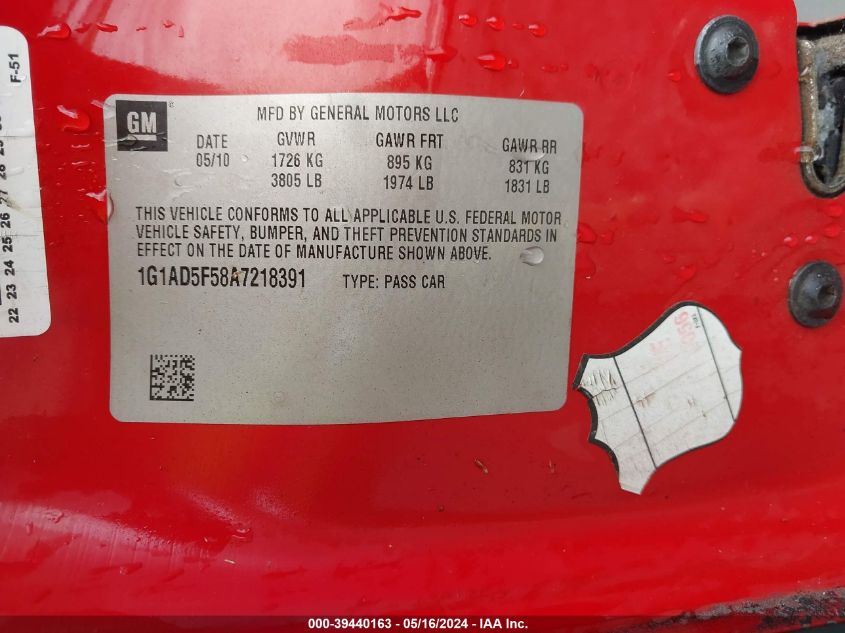 F-51
22 23 24 25 26 27 28
GM®
MFD BY GENERAL MOTORS LLC
DATE GVWR GAWR FRT GAWR RR
05/10 1726 KG 895 KG 831 KG
3805 LB 1974 LB 1831 LB
THIS VEHICLE CONFORMS TO ALL APPLICABLE U.S. FEDERAL MOTOR
VEHICLE SAFETY, BUMPER, AND THEFT PREVENTION STANDARDS IN
EFFECT ON THE DATE OF MANUFACTURE SHOWN ABOVE.
1G1AD5F58A7218391 TYPE: PASS CAR
000-39440163 - 05/16/2024 - IAA Inc.